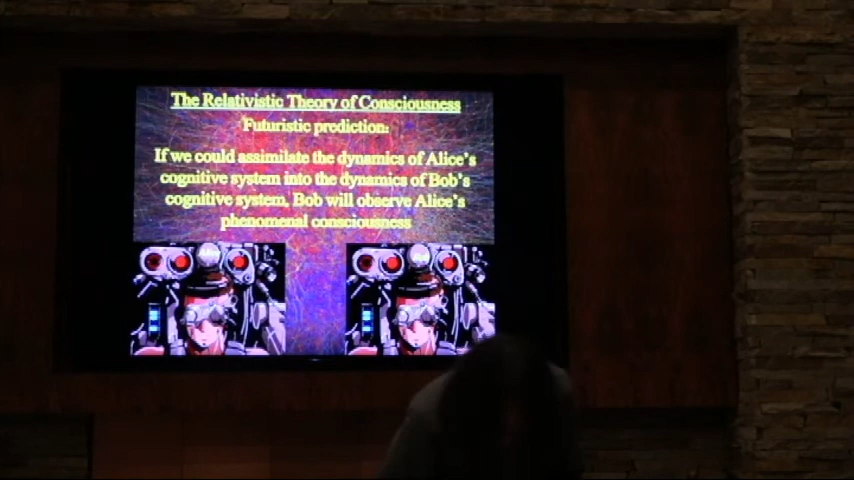 The Relativistic Theory of Consciousness
Futuristic prediction:
If we could assimilate the dynamics of Alice's
cognitive system into the dynamics of Bob's
cognitive system, Bob will observe Alice's
phenomenal consciousness